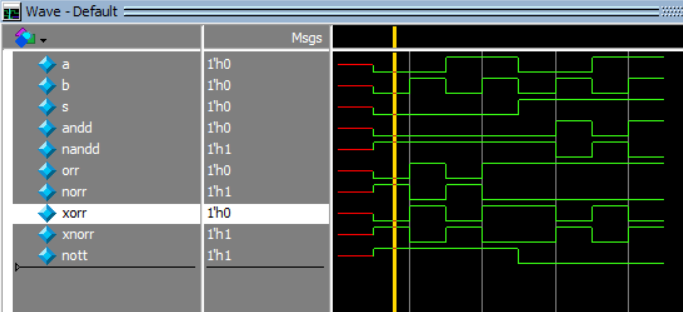 Wave - Default
Msgs
a 1'h0
b 1'h0
s 1'h0
andd 1'h0
nandd 1'h1
orr 1'h0
norr 1'h1
xorr 1'h0
xnorr 1'h1
nott 1'h1